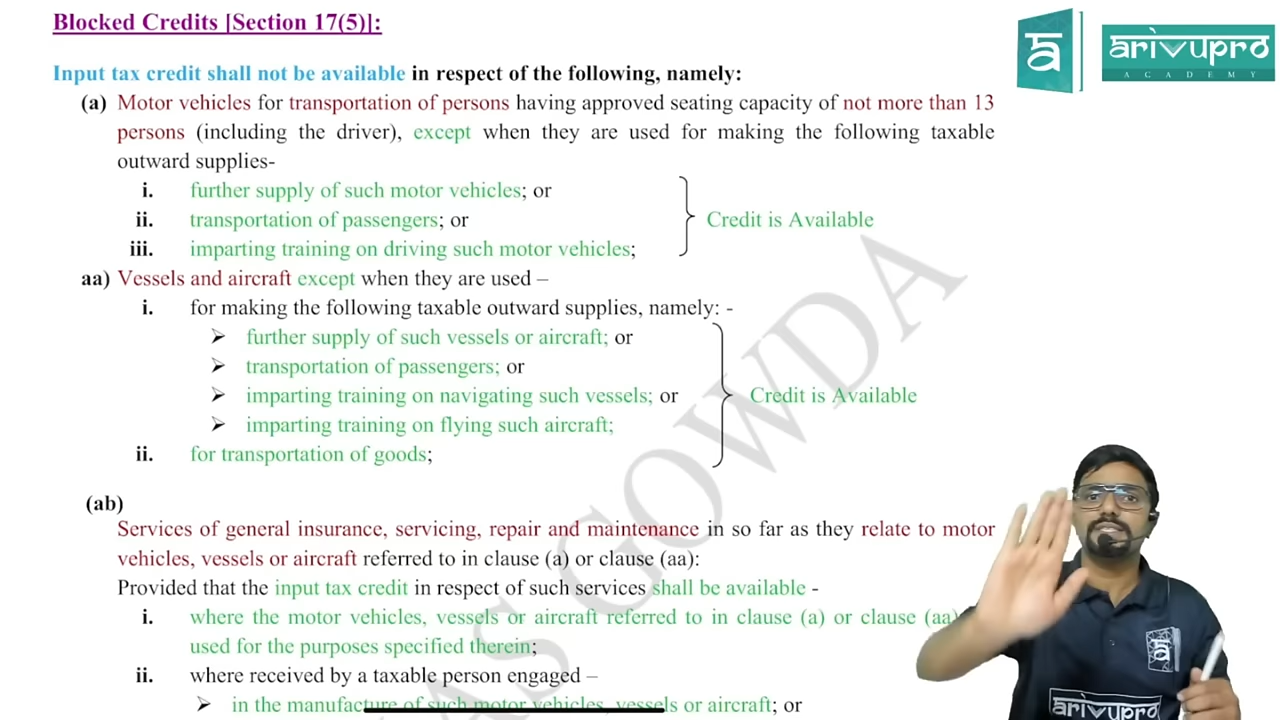 Blocked Credits [Section 17(5)]:
arivupro
ACADEMY
Input tax credit shall not be available in respect of the following, namely:
(a) Motor vehicles for transportation of persons having approved seating capacity of not more than 13
persons (including the driver), except when they are used for making the following taxable
outward supplies-
i. further supply of such motor vehicles; or
ii. transportation of passengers; or
Credit is Available
iii. imparting training on driving such motor vehicles;
aa) Vessels and aircraft except when they are used –
i. for making the following taxable outward supplies, namely: -
➢ further supply of such vessels or aircraft; or
➢ transportation of passengers; or
➢ imparting training on navigating such vessels; or
Credit is Available
➢ imparting training on flying such aircraft;
ii. for transportation of goods;
(ab)
Services of general insurance, servicing, repair and maintenance in so far as they relate to motor
vehicles, vessels or aircraft referred to in clause (a) or clause (aa):
Provided that the input tax credit in respect of such services shall be available -
i. where the motor vehicles, vessels or aircraft referred to in clause (a) or clause (aa)
used for the purposes specified therein;
ii. where received by a taxable person engaged –
➢ in the manufacture of such motor vehicles, vessels or aircraft; or
AS GOWDA
arivupro